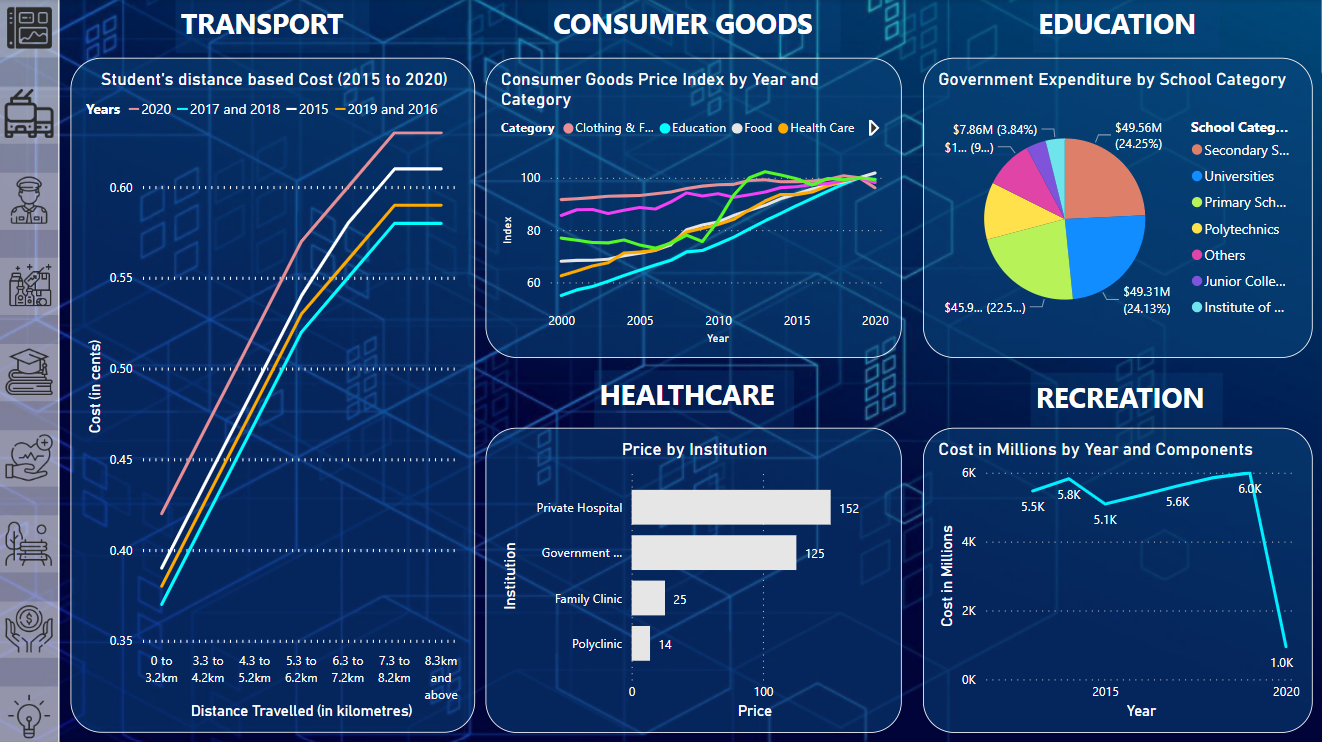 TRANSPORT
Student's distance based Cost (2015 to 2020)
Years 2020 2017 and 2018 2015 2019 and 2016
Cost (in cents)
0.60
0.55
0.50
0.45
0.40
0.35
0 to 3.2km
3.3 to 4.2km
4.3 to 5.2km
5.3 to 6.2km
6.3 to 7.2km
7.3 to 8.2km
8.3km and above
Distance Travelled (in kilometres)
CONSUMER GOODS
Consumer Goods Price Index by Year and
Category
Category Clothing & F... Education Food Health Care
Index
100
80
60
2000 2005 2010 2015 2020
Year
EDUCATION
Government Expenditure by School Category
$7.86M (3.84%)
$1... (9...)
$45.9... (22.5...)
$49.56M
(24.25%)
$49.31M
(24.13%)
School Categ...
Secondary S...
Universities
Primary Sch...
Polytechnics
Others
Junior Colle...
Institute of ...
HEALTHCARE
Price by Institution
Institution
Private Hospital 152
Government ... 125
Family Clinic 25
Polyclinic 14
0 100
Price
RECREATION
Cost in Millions by Year and Components
Cost in Millions
6K
4K
2K
0K
5.5K
5.8K
5.1K
5.6K
6.0K
1.0K
2015 2020
Year